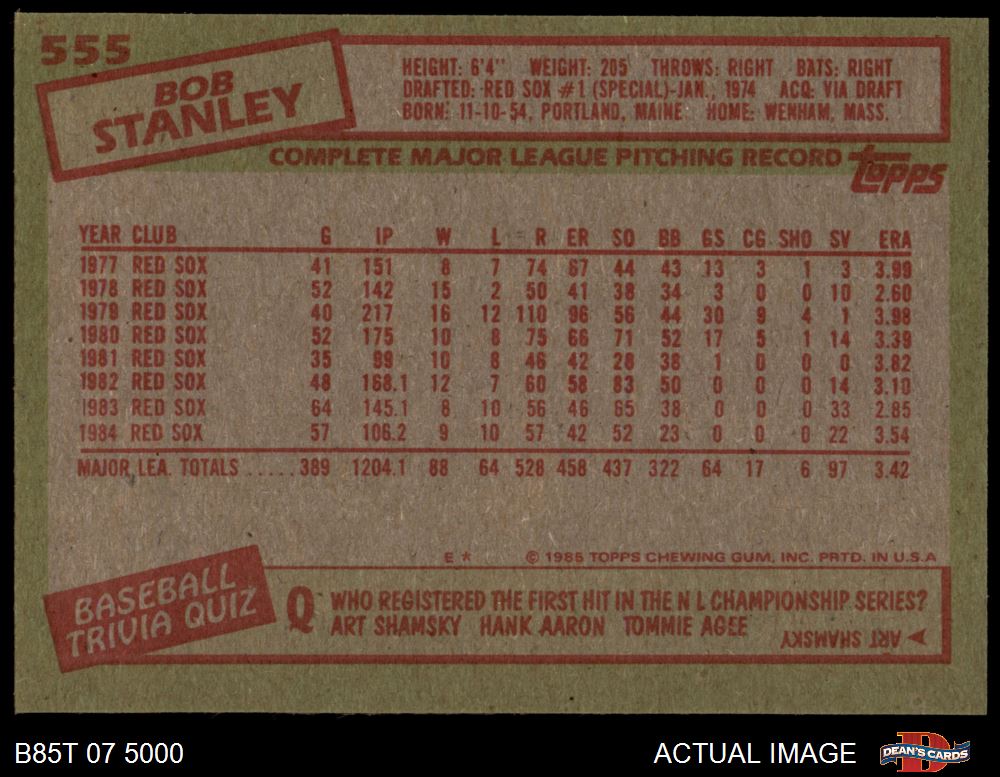 555
BOB
STANLEY
HEIGHT: 6'4" WEIGHT: 205 THROWS: RIGHT BATS: RIGHT
DRAFTED: RED SOX #1 (SPECIAL)-JAN., 1974 ACQ: VIA DRAFT
BORN: 11-10-54, PORTLAND, MAINE HOME: WENHAM, MASS.
COMPLETE MAJOR LEAGUE PITCHING RECORD topps
YEAR CLUB G IP W L R ER SO BB GS CG SHO SV ERA
1977 RED SOX 41 151 8 7 74 67 44 43 13 3 1 3 3.99
1978 RED SOX 52 142 15 2 50 41 38 34 3 0 0 10 2.60
1979 RED SOX 40 217 16 12 110 96 56 44 30 9 4 1 3.98
1980 RED SOX 52 175 10 8 75 66 71 52 17 5 1 14 3.39
1981 RED SOX 35 99 10 8 46 42 28 38 1 0 0 0 3.82
1982 RED SOX 48 168.1 12 7 60 58 83 50 0 0 0 14 3.10
1983 RED SOX 64 145.1 8 10 56 46 65 38 0 0 0 33 2.85
1984 RED SOX 57 106.2 9 10 57 42 52 23 0 0 0 22 3.54
MAJOR LEA. TOTALS ..... 389 1204.1 88 64 528 458 437 322 64 17 6 97 3.42
E * © 1985 TOPPS CHEWING GUM, INC. PRTD. IN U.S.A
BASEBALL
TRIVIA QUIZ
Q WHO REGISTERED THE FIRST HIT IN THE N L CHAMPIONSHIP SERIES?
ART SHAMSKY HANK AARON TOMMIE AGEE
ART SHAMSKY
B85T 07 5000 ACTUAL IMAGE DEAN'S CARDS